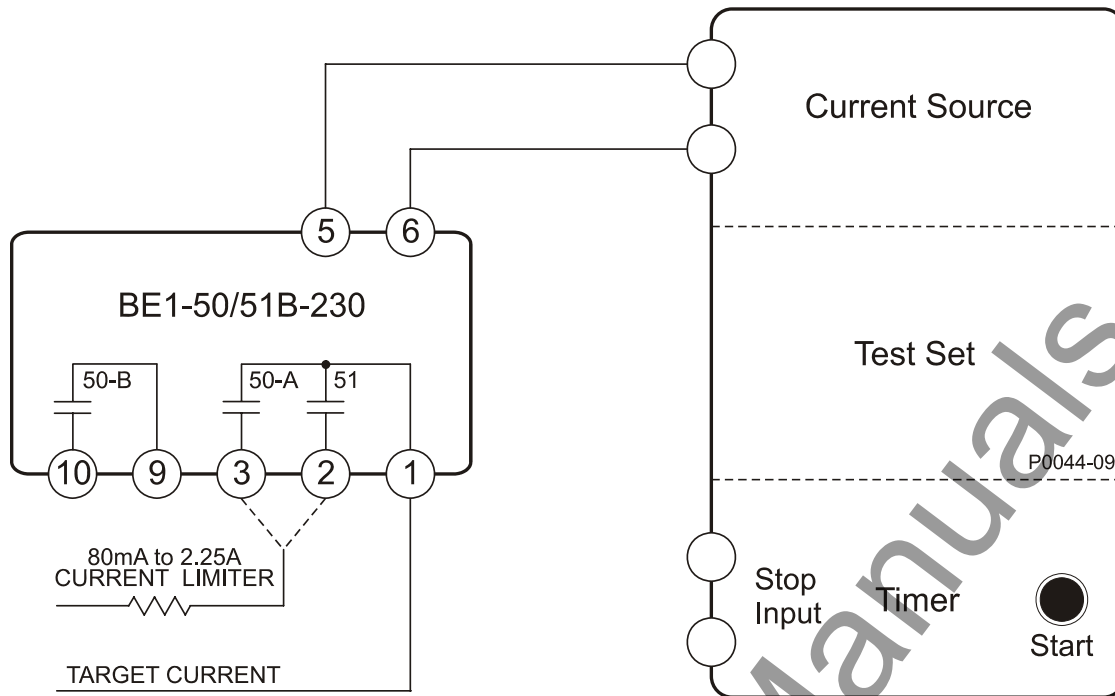 Current Source
5
6
BE1-50/51B-230
50-B
50-A
51
Test Set
P0044-09
10
9
3
2
1
80mA to 2.25A
CURRENT LIMITER
Stop
Input
Timer
Start
TARGET CURRENT
Manuals